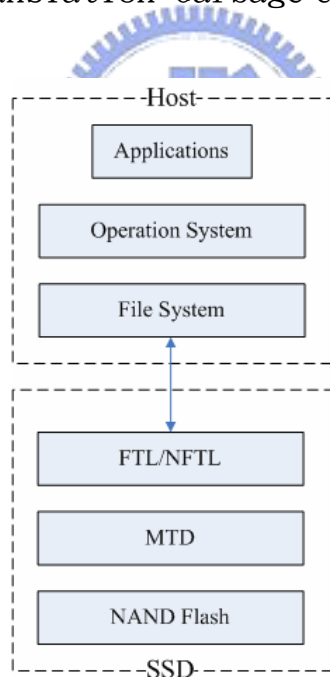 Host
Applications
Operation System
File System
FTL/NFTL
MTD
NAND Flash
SSD